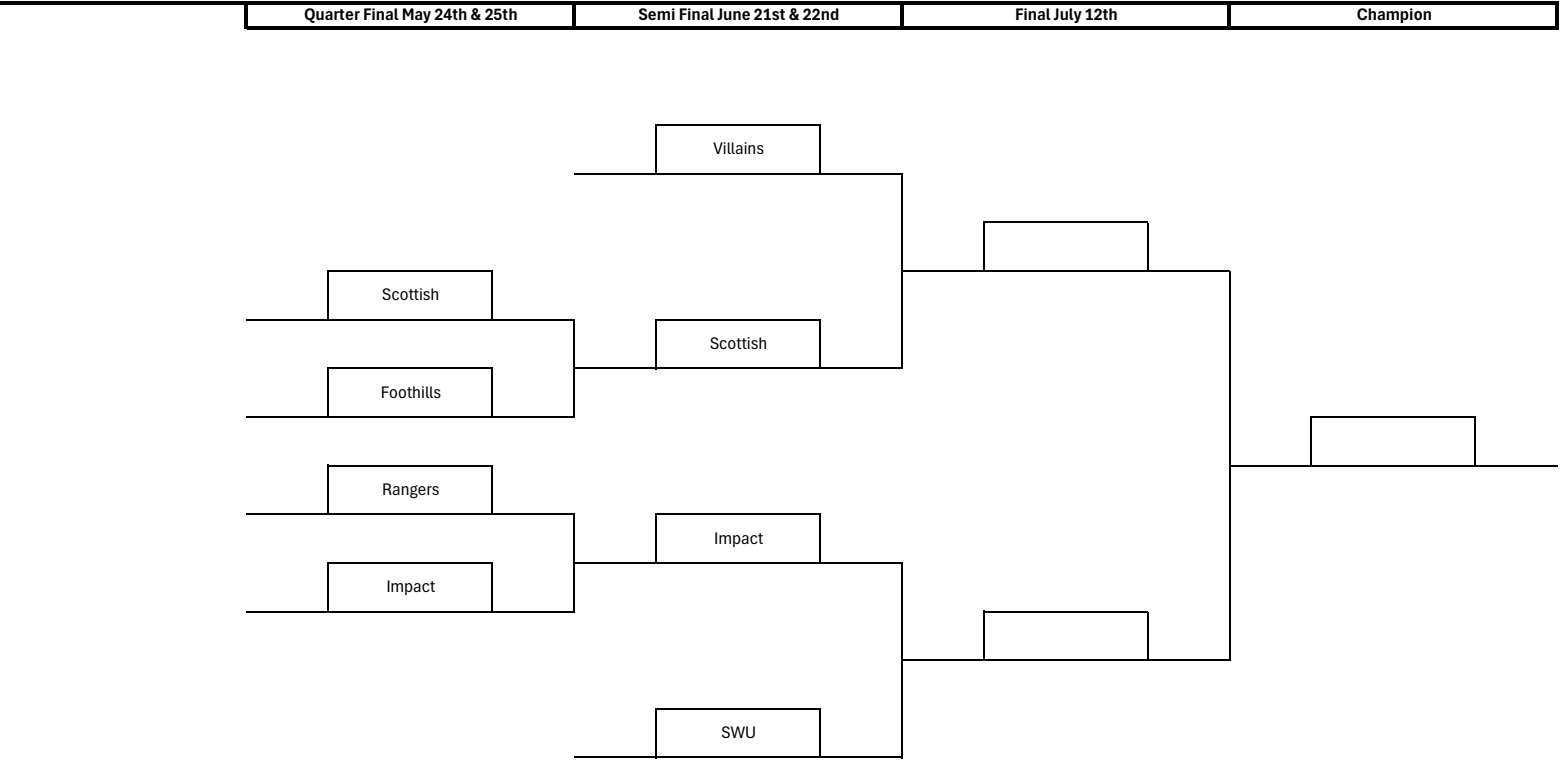 Quarter Final May 24th & 25th
Semi Final June 21st & 22nd
Final July 12th
Champion
Villains
Scottish
Scottish
Foothills
Rangers
Impact
Impact
SWU